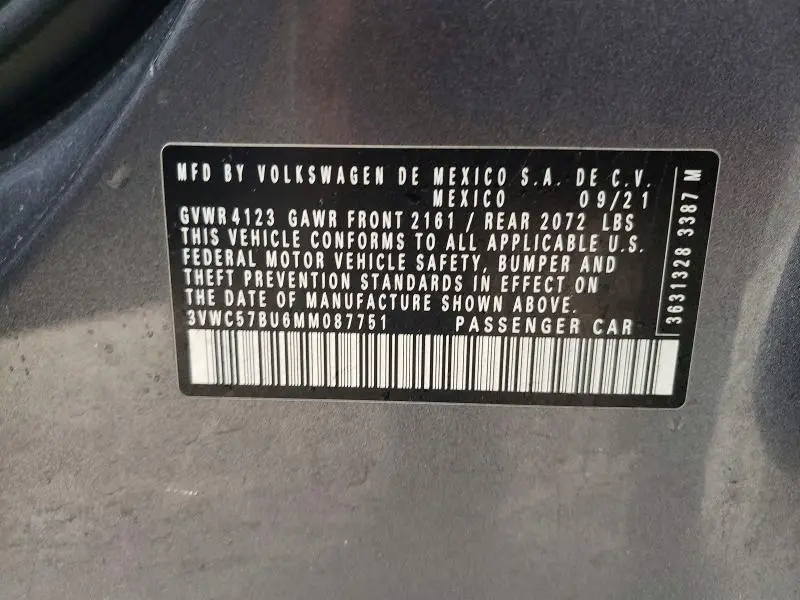 MFD BY VOLKSWAGEN DE MEXICO S.A. DE C.V.
MEXICO 09/21
GVWR 4123 GAWR FRONT 2161 / REAR 2072 LBS
THIS VEHICLE CONFORMS TO ALL APPLICABLE U.S.
FEDERAL MOTOR VEHICLE SAFETY, BUMPER AND
THEFT PREVENTION STANDARDS IN EFFECT ON
THE DATE OF MANUFACTURE SHOWN ABOVE.
3VWC57BU6MM087751 PASSENGER CAR
3631328 3387 M